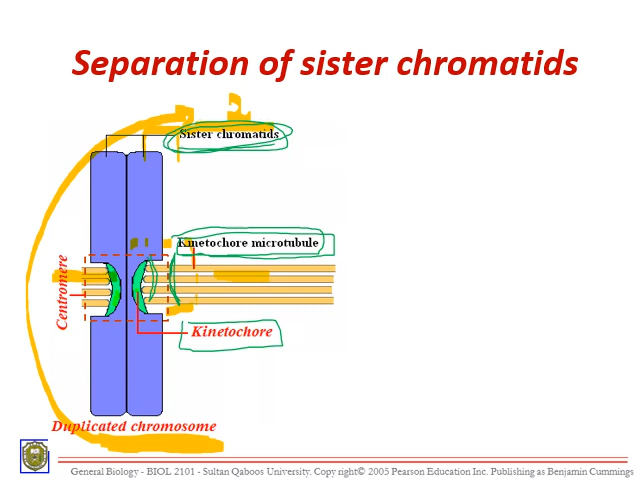 Separation of sister chromatids
Sister chromatids
Kinetochore microtubule
Centromere
Kinetochore
Duplicated chromosome
General Biology - BIOL 2101 - Sultan Qaboos University. Copy right© 2005 Pearson Education Inc. Publishing as Benjamin Cummings